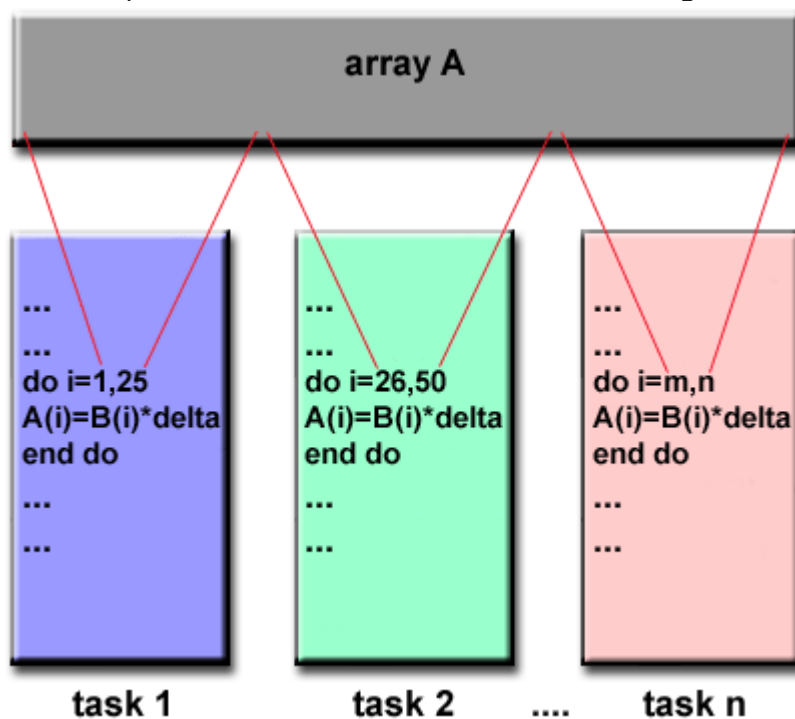 array A
...
...
do i=1,25
A(i)=B(i)*delta
end do
...
...
...
...
do i=26,50
A(i)=B(i)*delta
end do
...
...
...
...
do i=m,n
A(i)=B(i)*delta
end do
...
...
task 1
task 2
....
task n